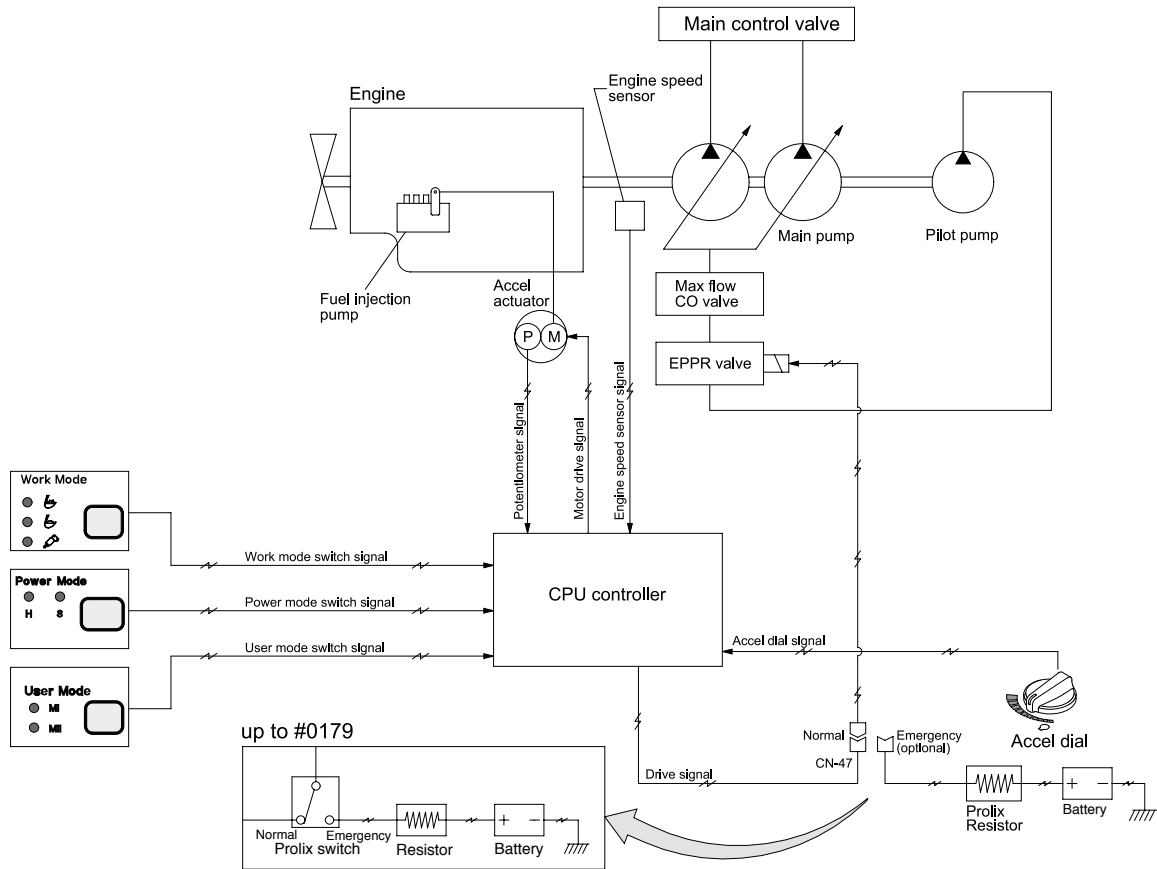 Main control valve
Engine speed
sensor
Engine
Main pump
Pilot pump
Fuel injection
pump
Accel
actuator
P
M
Max flow
CO valve
EPPR valve
Potentiometer signal
Motor drive signal
Engine speed sensor signal
Work Mode
Work mode switch signal
Power Mode
H
S
Power mode switch signal
CPU controller
User Mode
MI
MII
User mode switch signal
Accel dial signal
Accel dial
Normal
CN-47
Emergency
(optional)
Drive signal
Prolix
Resistor
+
-
Battery
up to #0179
Normal
Emergency
Prolix switch
Resistor
+
-
Battery